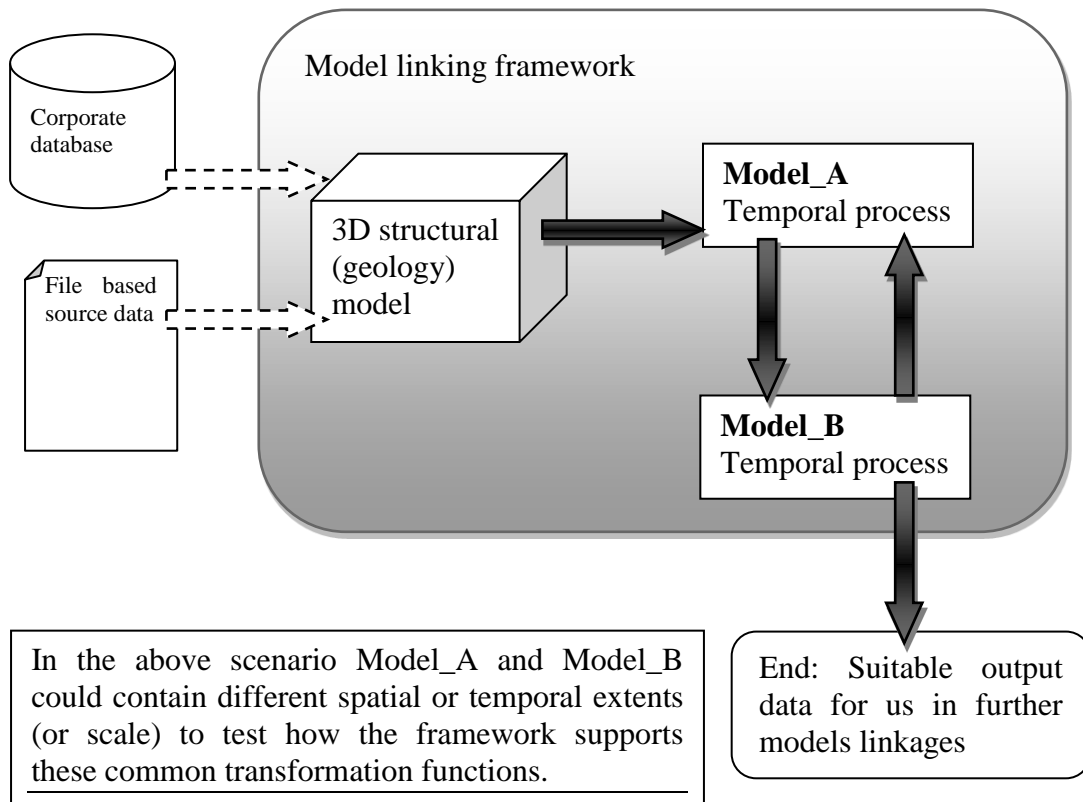 Model linking framework
Corporate
database
File based
source data
3D structural
(geology)
model
Model_A
Temporal process
Model_B
Temporal process
In the above scenario Model_A and Model_B
could contain different spatial or temporal extents
(or scale) to test how the framework supports
these common transformation functions.
End: Suitable output
data for us in further
models linkages